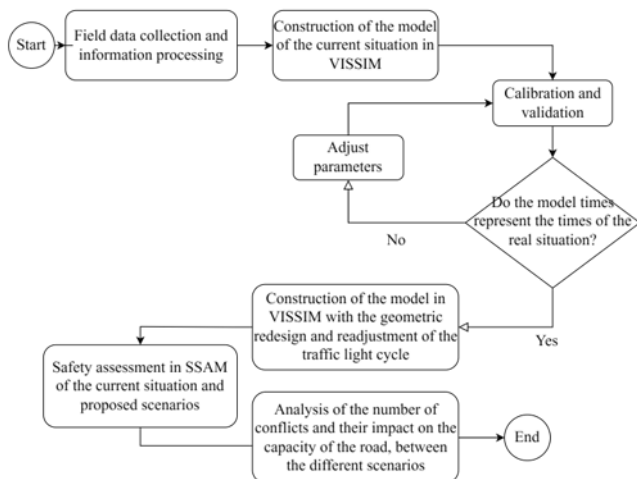 Start
Field data collection and
information processing
Construction of the model
of the current situation in
VISSIM
Calibration and
validation
Adjust
parameters
Do the model times
represent the times of the
real situation?
No
Yes
Construction of the model in
VISSIM with the geometric
redesign and readjustment of the
traffic light cycle
Safety assessment in SSAM
of the current situation and
proposed scenarios
Analysis of the number of
conflicts and their impact on the
capacity of the road, between
the different scenarios
End